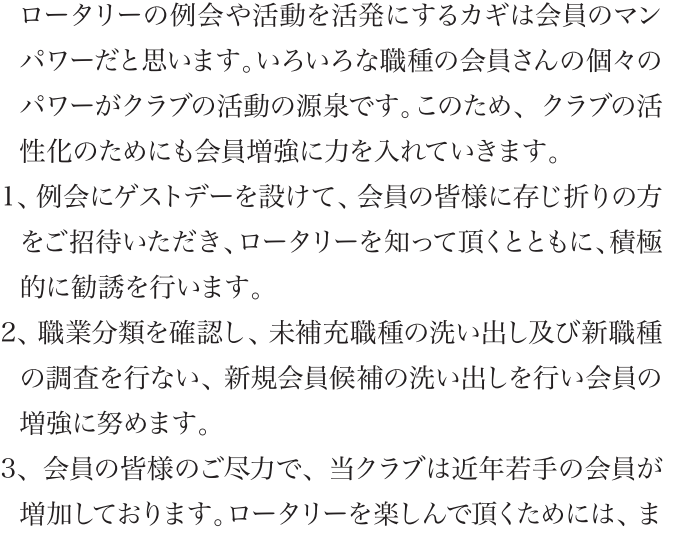 ロータリーの例会や活動を活発にするカギは会員のマン
パワーだと思います。いろいろな職種の会員さんの個々の
パワーがクラブの活動の源泉です。このため、クラブの活
性化のためにも会員増強に力を入れていきます。
1、例会にゲストデーを設けて、会員の皆様に存じ折りの方
をご招待いただき、ロータリーを知って頂くとともに、積極
的に勧誘を行います。
2、職業分類を確認し、未補充職種の洗い出し及び新職種
の調査を行ない、新規会員候補の洗い出しを行い会員の
増強に努めます。
3、会員の皆様のご尽力で、当クラブは近年若手の会員が
増加しております。ロータリーを楽しんで頂くためには、ま